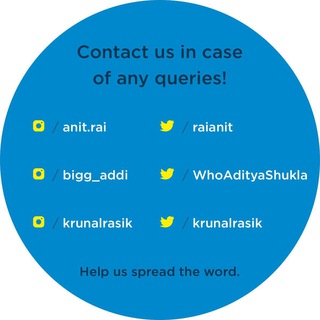 Contact us in case
of any queries!
/ anit.rai / raianit
/ bigg_addi / WhoAdityaShukla
/ krunalrasik / krunalrasik
Help us spread the word.